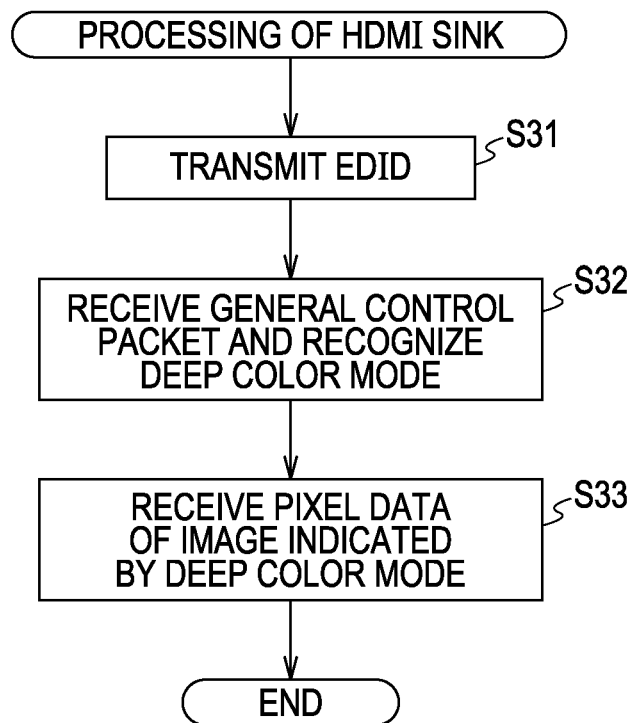 PROCESSING OF HDMI SINK
S31
TRANSMIT EDID
S32
RECEIVE GENERAL CONTROL
PACKET AND RECOGNIZE
DEEP COLOR MODE
S33
RECEIVE PIXEL DATA
OF IMAGE INDICATED
BY DEEP COLOR MODE
END